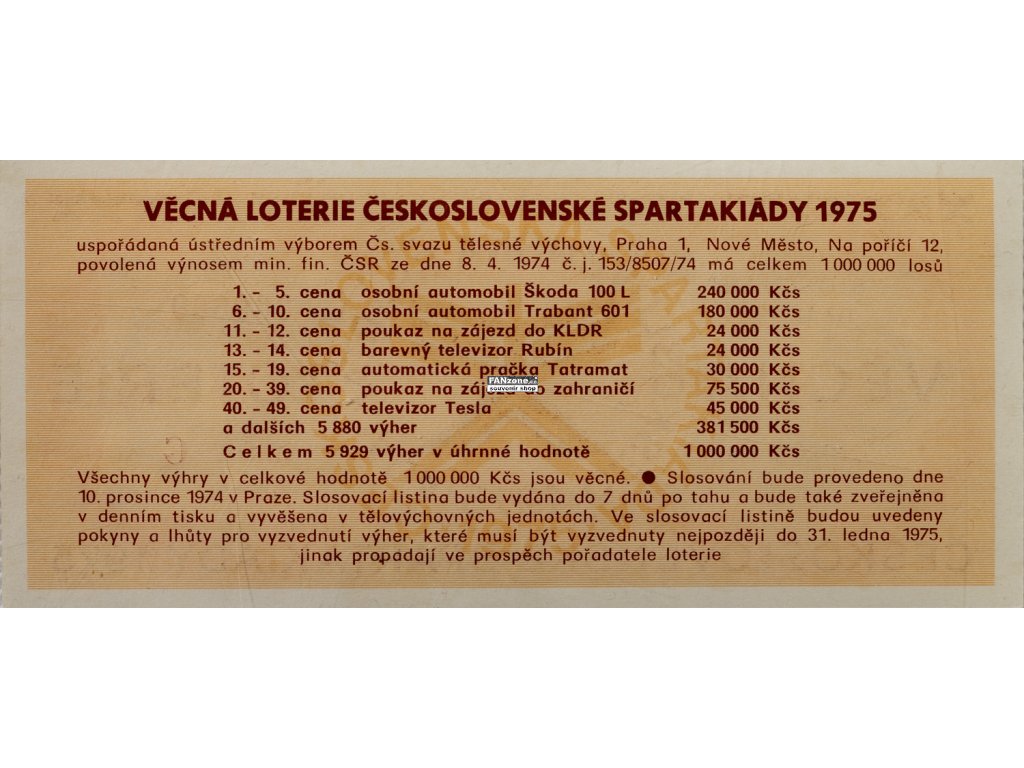 VĚCNÁ LOTERIE ČESKOSLOVENSKÉ SPARTAKIÁDY 1975
uspořádaná ústředním výborem Čs. svazu tělesné výchovy, Praha 1, Nové Město, Na poříčí 12,
povolená výnosem min. fin. ČSR ze dne 8. 4. 1974 č. j. 153/8507/74 má celkem 1 000 000 losů
1. – 5. cena osobní automobil Škoda 100 L 240 000 Kčs
6. – 10. cena osobní automobil Trabant 601 180 000 Kčs
11. – 12. cena poukaz na zájezd do KLDR 24 000 Kčs
13. – 14. cena barevný televizor Rubín 24 000 Kčs
15. – 19. cena automatická pračka Tatramat 30 000 Kčs
20. – 39. cena poukaz na zájezd do zahraničí 75 500 Kčs
FANzone.cz
souvenir shop
40. – 49. cena televizor Tesla 45 000 Kčs
a dalších 5 880 výher 381 500 Kčs
Celkem 5 929 výher v úhrnné hodnotě 1 000 000 Kčs
Všechny výhry v celkové hodnotě 1 000 000 Kčs jsou věcné. ● Slosování bude provedeno dne
10. prosince 1974 v Praze. Slosovací listina bude vydána do 7 dnů po tahu a bude také zveřejněna
v denním tisku a vyvěšena v tělovýchovných jednotách. Ve slosovací listině budou uvedeny
pokyny a lhůty pro vyzvednutí výher, které musí být vyzvednuty nejpozději do 31. ledna 1975,
jinak propadají ve prospěch pořadatele loterie